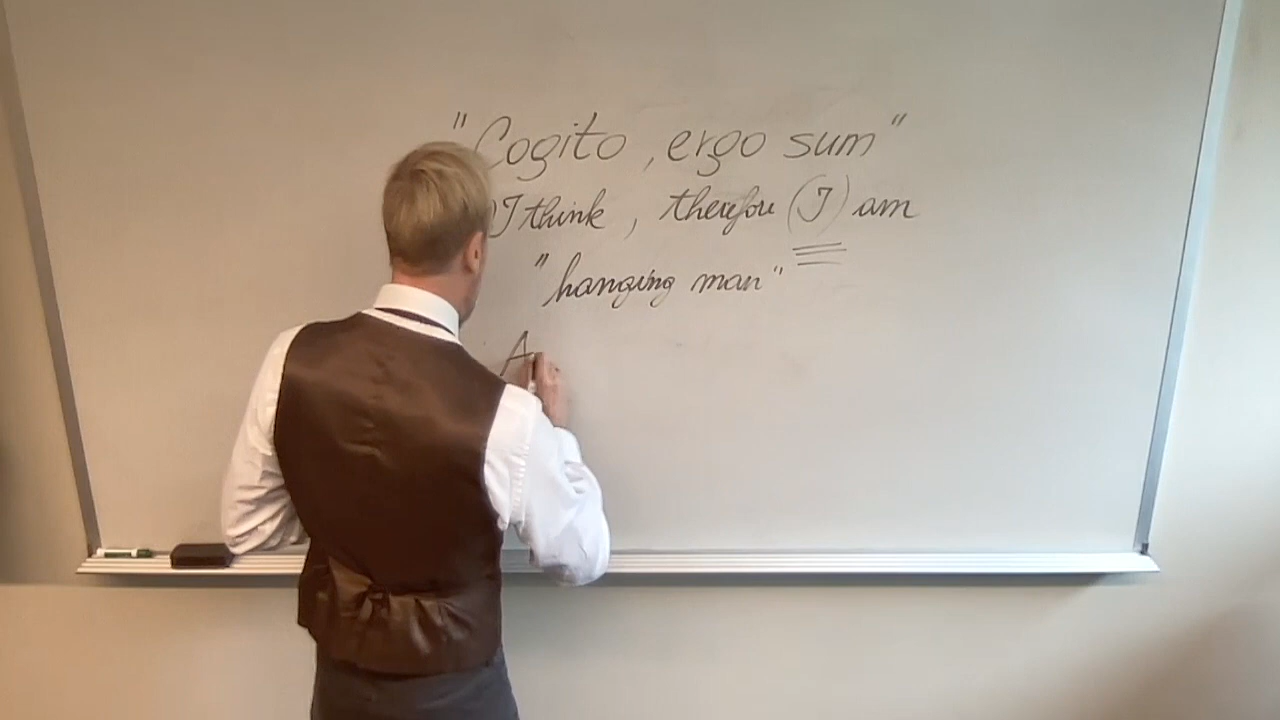 "Cogito, ergo sum"
I think, therefore (I) am
"hanging man"
A